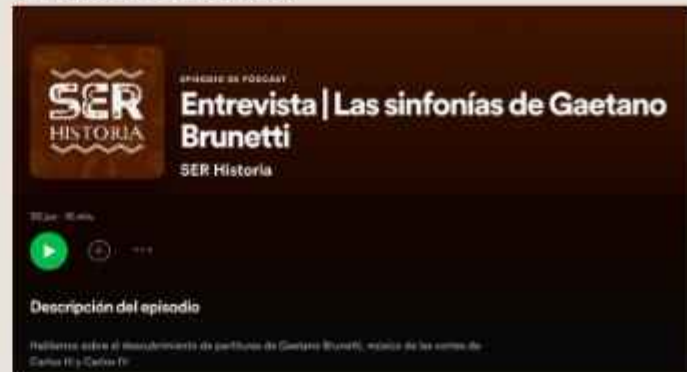 SER
HISTORIA
EPISODIO DE PÓDCAST
Entrevista | Las sinfonías de Gaetano
Brunetti
SER Historia
Descripción del episodio
Hablamos sobre el descubrimiento de partituras de Gaetano Brunetti, músico de las cortes de
Carlos III y Carlos IV